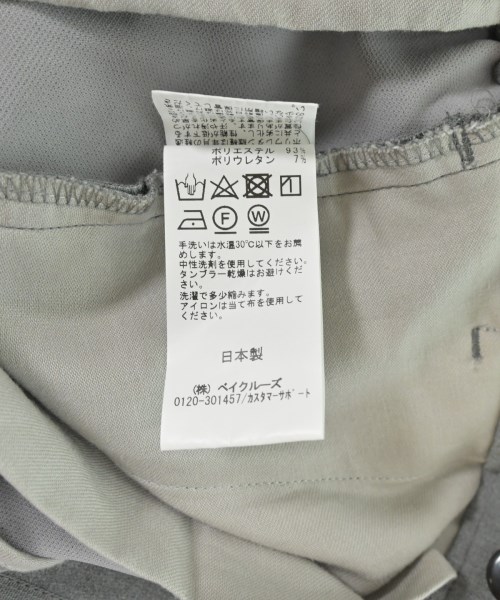 ポリエステル 93%
ポリウレタン 7%
F
W
手洗いは水温30℃以下をお薦
めします。
中性洗剤を使用してください。
タンブラー乾燥はお避けくださ
い。
洗濯で多少縮みます。
アイロンは当て布を使用して下
さい。
日本製
(株) ベイクルーズ
0120-301457/カスタマーサポート